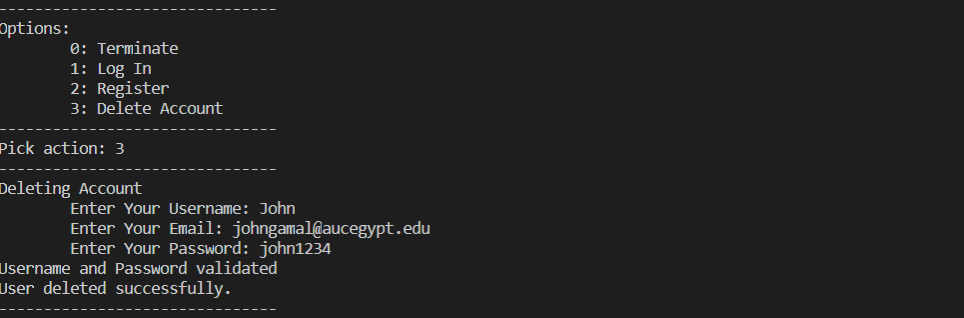 -------------------------------
Options:
        0: Terminate
        1: Log In
        2: Register
        3: Delete Account
-------------------------------
Pick action: 3
-------------------------------
Deleting Account
        Enter Your Username: John
        Enter Your Email: johngamal@aucegypt.edu
        Enter Your Password: john1234
Username and Password validated
User deleted successfully.
-------------------------------